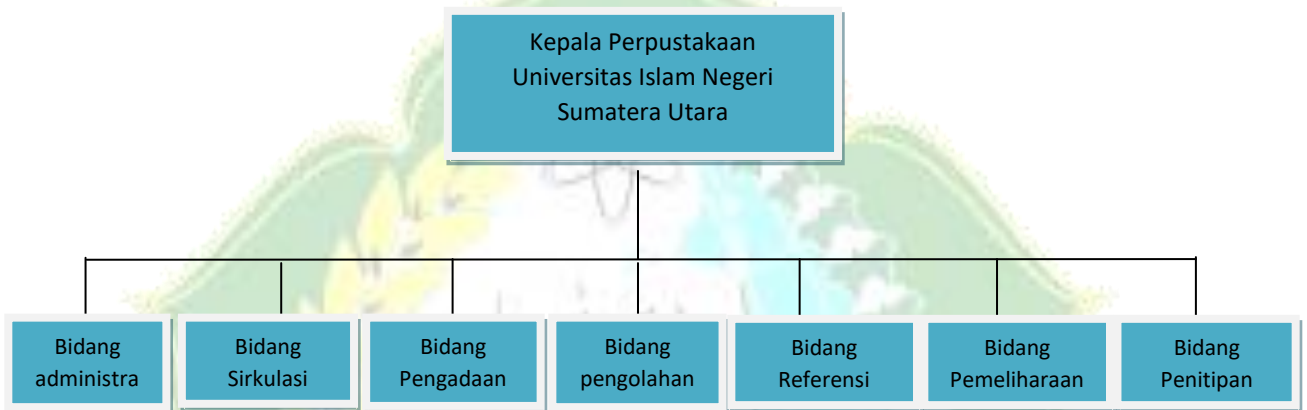 Kepala Perpustakaan
Universitas Islam Negeri
Sumatera Utara
Bidang
administra
Bidang
Sirkulasi
Bidang
Pengadaan
Bidang
pengolahan
Bidang
Referensi
Bidang
Pemeliharaan
Bidang
Penitipan